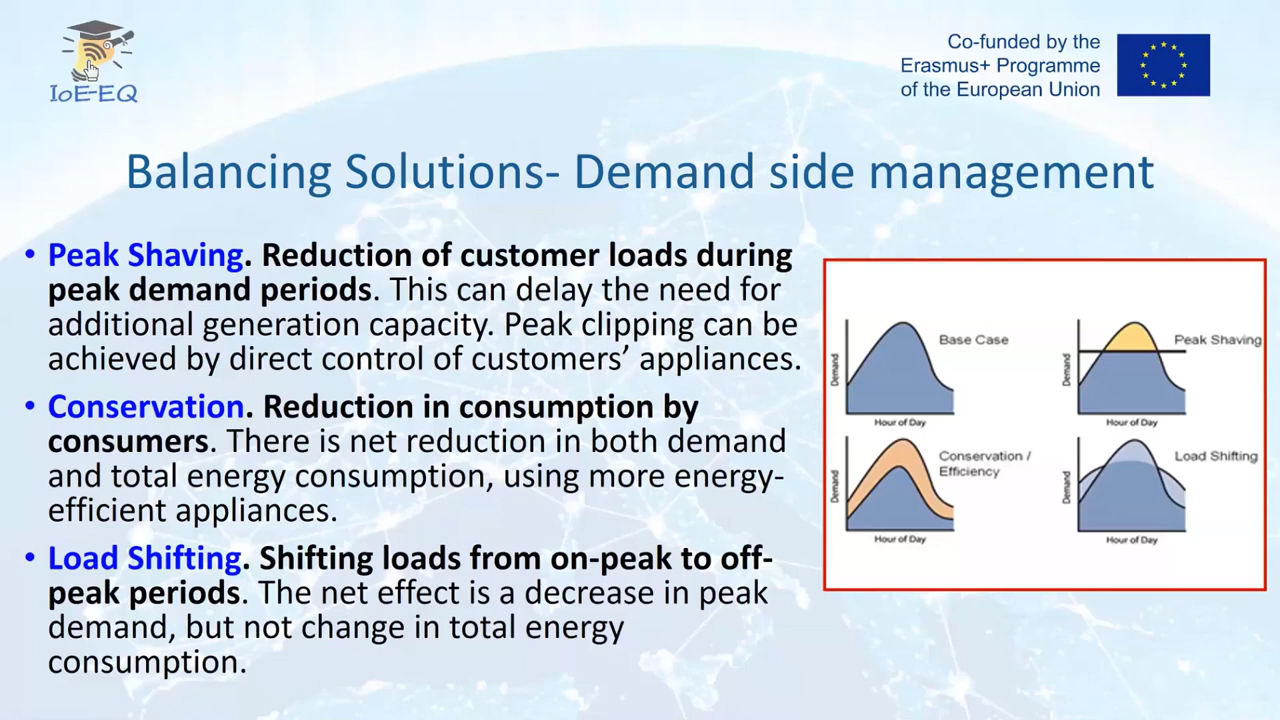 IoE-EQ
Co-funded by the
Erasmus+ Programme
of the European Union
Balancing Solutions- Demand side management
• Peak Shaving. Reduction of customer loads during
peak demand periods. This can delay the need for
additional generation capacity. Peak clipping can be
achieved by direct control of customers’ appliances.
• Conservation. Reduction in consumption by
consumers. There is net reduction in both demand
and total energy consumption, using more energy-
efficient appliances.
• Load Shifting. Shifting loads from on-peak to off-
peak periods. The net effect is a decrease in peak
demand, but not change in total energy
consumption.
Base Case
Demand
Hour of Day
Peak Shaving
Demand
Hour of Day
Conservation /
Efficiency
Demand
Hour of Day
Load Shifting
Demand
Hour of Day